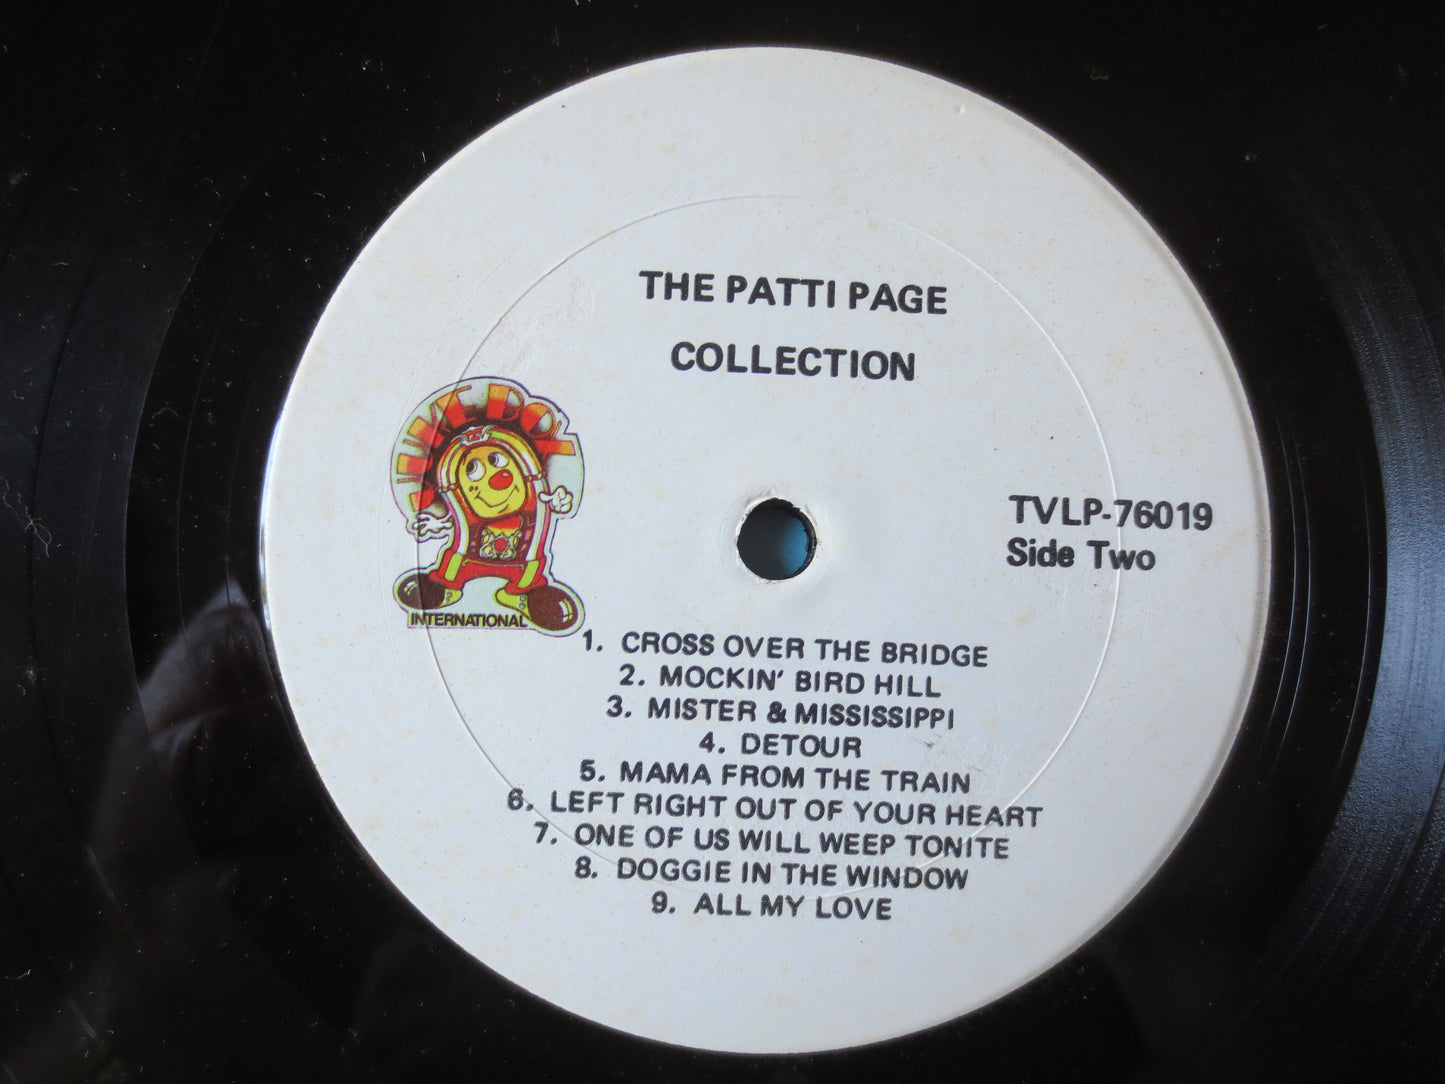 THE PATTI PAGE
COLLECTION
JUKE BOX
INTERNATIONAL
TVLP-76019
Side Two
1. CROSS OVER THE BRIDGE
2. MOCKIN' BIRD HILL
3. MISTER & MISSISSIPPI
4. DETOUR
5. MAMA FROM THE TRAIN
6. LEFT RIGHT OUT OF YOUR HEART
7. ONE OF US WILL WEEP TONITE
8. DOGGIE IN THE WINDOW
9. ALL MY LOVE